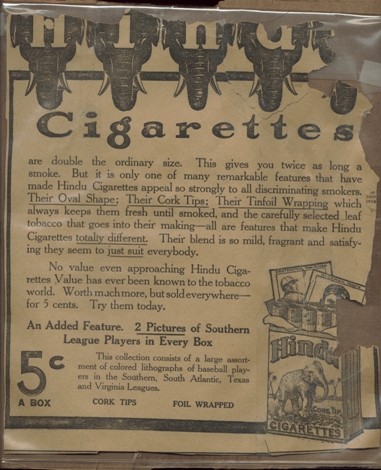 Hindu
Cigarettes
are double the ordinary size. This gives you twice as long a
smoke. But it is only one of many remarkable features that have
made Hindu Cigarettes appeal so strongly to all discriminating smokers.
Their Oval Shape; Their Cork Tips; Their Tinfoil Wrapping which
always keeps them fresh until smoked, and the carefully selected leaf
tobacco that goes into their making—all are features that make Hindu
Cigarettes totally different. Their blend is so mild, fragrant and satisfy-
ing they seem to just suit everybody.
No value even approaching Hindu Ciga-
rettes Value has ever been known to the tobacco
world. Worth much more, but sold everywhere—
for 5 cents. Try them today.
An Added Feature. 2 Pictures of Southern
League Players in Every Box
5c
A BOX
This collection consists of a large assort-
ment of colored lithographs of baseball play-
ers in the Southern, South Atlantic, Texas
and Virginia Leagues.
CORK TIPS FOIL WRAPPED
Hindu
CORK TIP
CIGARETTES